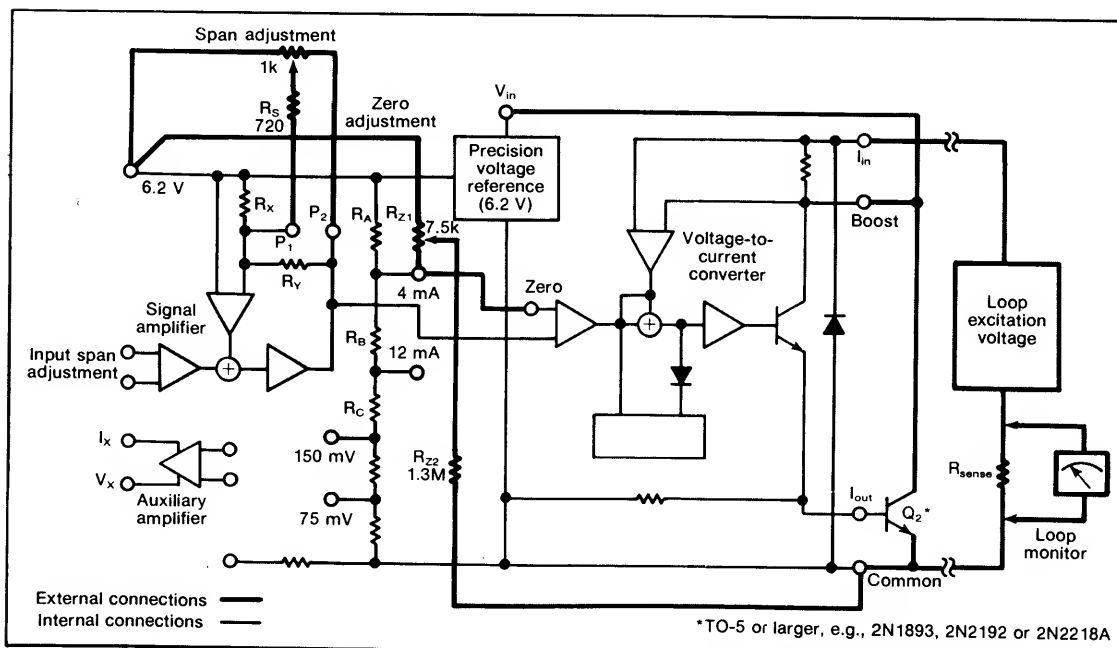 Span adjustment
1k
RS
720
Zero
adjustment
Vin
6.2 V
Precision
voltage
reference
(6.2 V)
Iin
RX
P1
P2
RA
RZ1
7.5k
Boost
Voltage-to-
current
converter
RY
4 mA
Zero
Signal
amplifier
Loop
excitation
voltage
Input span
adjustment
RB
12 mA
RC
IX
VX
Auxiliary
amplifier
150 mV
75 mV
RZ2
1.3M
Rsense
Iout
Q2*
Loop
monitor
Common
External connections
Internal connections
*TO-5 or larger, e.g., 2N1893, 2N2192 or 2N2218A